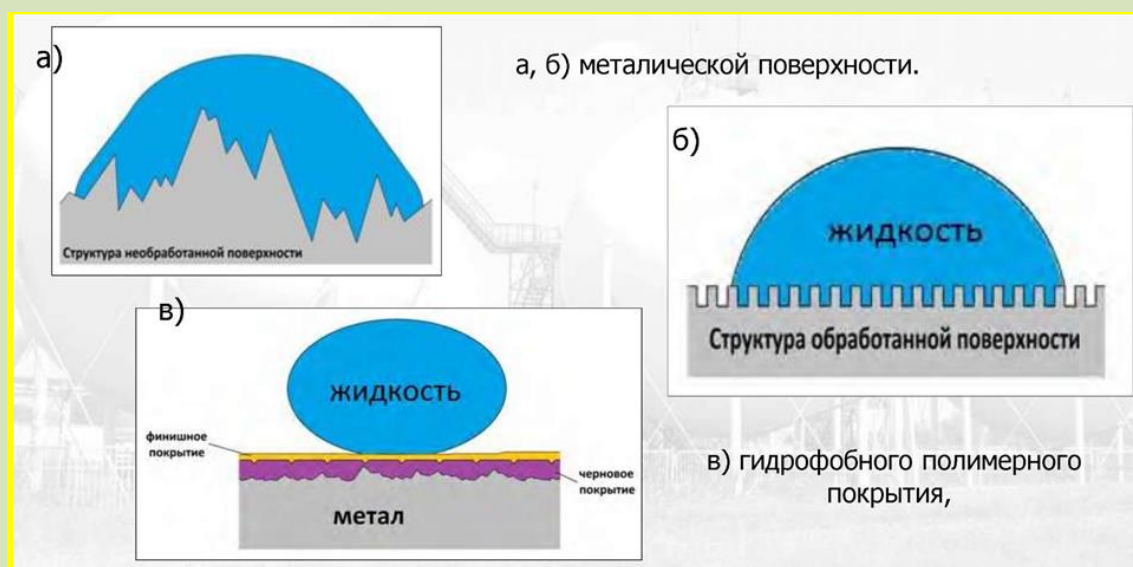 а)
а, б) металической поверхности.
Структура необработанной поверхности
б)
жидкость
Структура обработанной поверхности
в)
жидкость
финишное
покрытие
черновое
покрытие
метал
в) гидрофобного полимерного
покрытия,